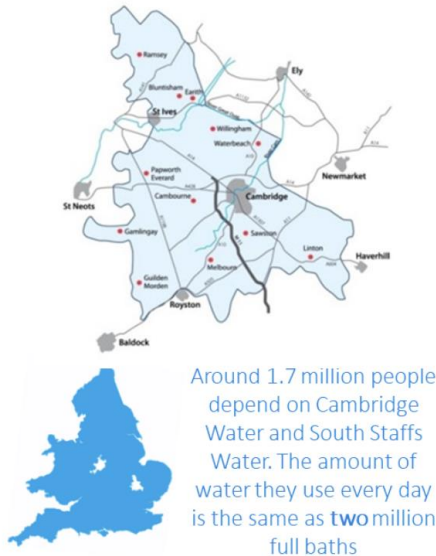 Ramsey
Ely
Bluntisham
Earith
St Ives
Willingham
Waterbeach
Papworth
Everard
Newmarket
St Neots
Cambourne
Cambridge
Gamlingay
Sawston
Linton
Haverhill
Melbourn
Guilden
Morden
Royston
Baldock
Around 1.7 million people
depend on Cambridge
Water and South Staffs
Water. The amount of
water they use every day
is the same as two million
full baths